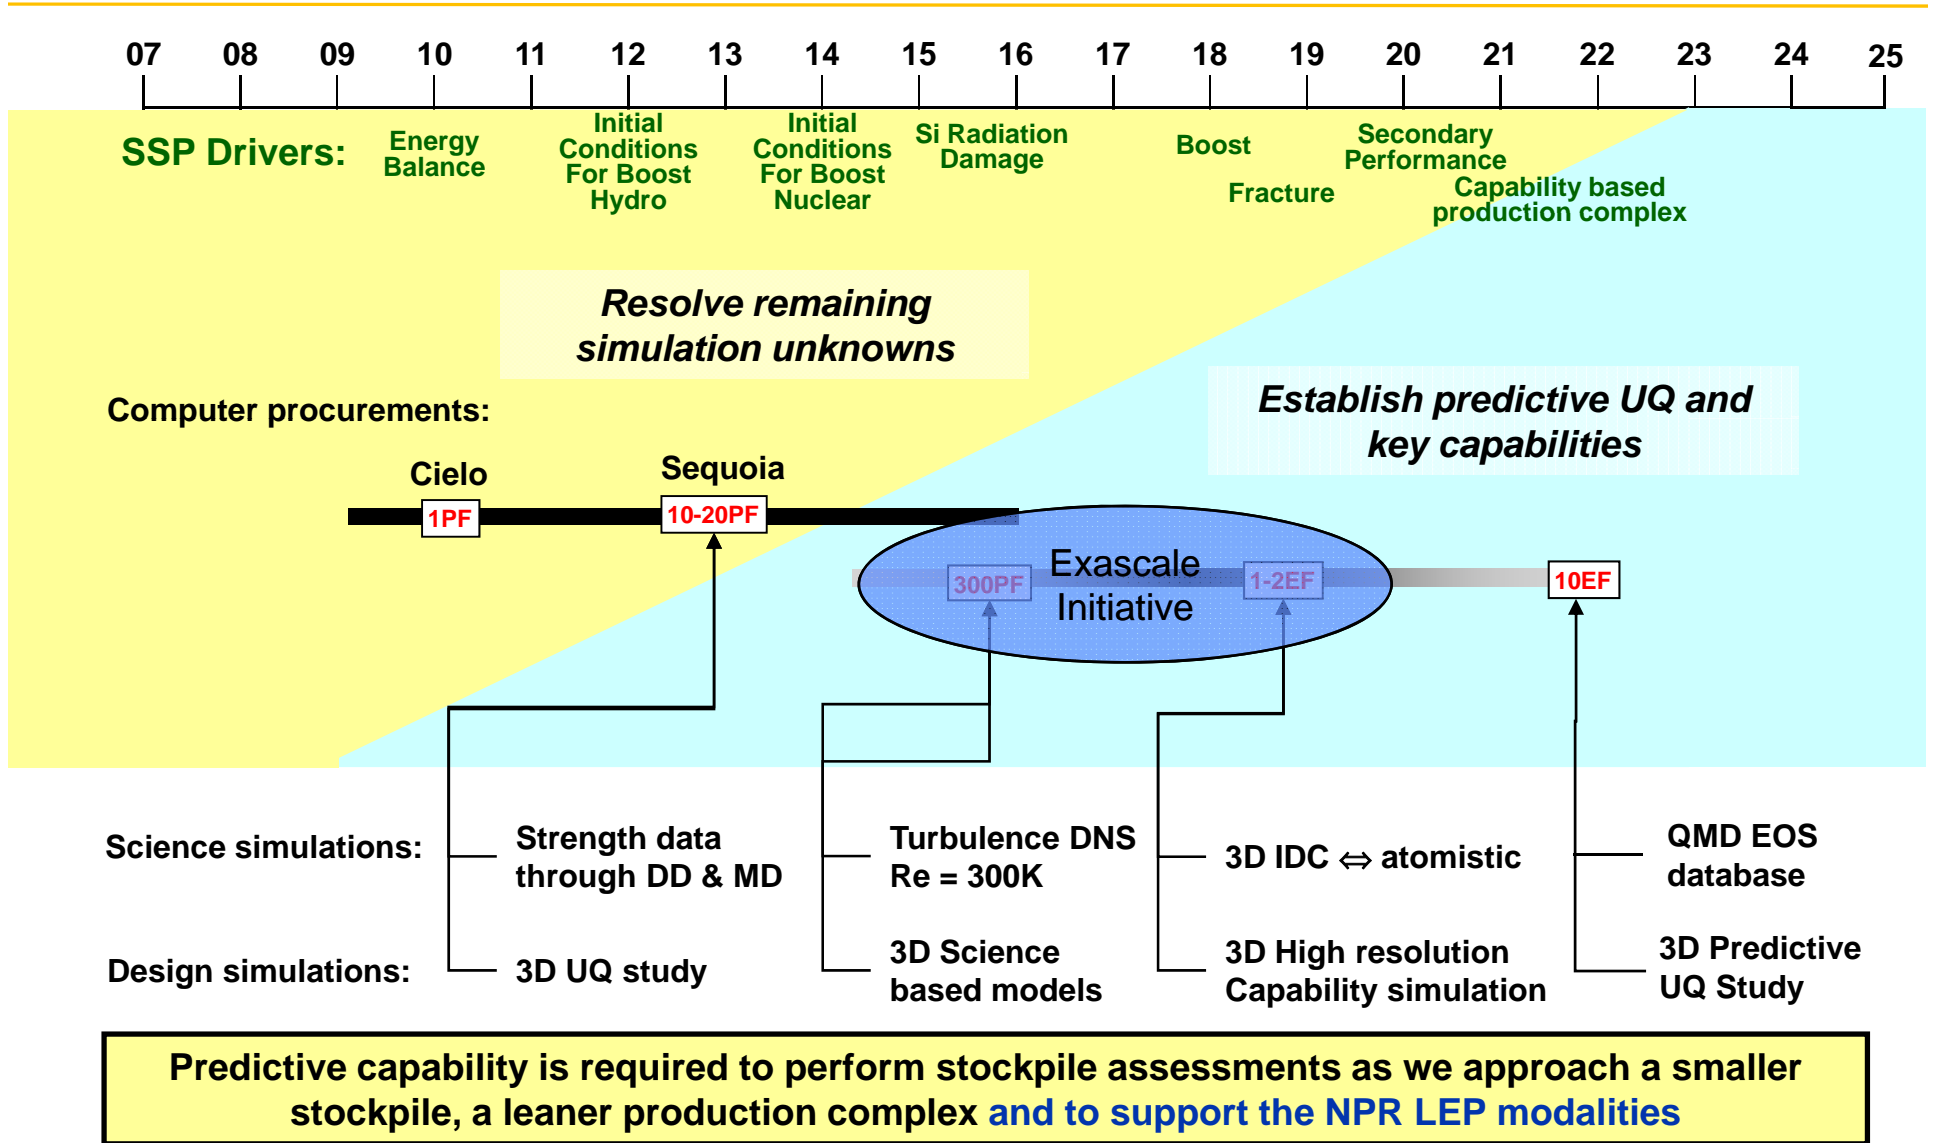 07 08 09 10 11 12 13 14 15 16 17 18 19 20 21 22 23 24 25
SSP Drivers:
Energy
Balance
Initial
Conditions
For Boost
Hydro
Initial
Conditions
For Boost
Nuclear
Si Radiation
Damage
Boost
Fracture
Secondary
Performance
Capability based
production complex
Resolve remaining
simulation unknowns
Establish predictive UQ and
key capabilities
Computer procurements:
Cielo
1PF
Sequoia
10-20PF
300PF
Exascale
Initiative
1-2EF
10EF
Science simulations:
Strength data
through DD & MD
Turbulence DNS
Re = 300K
3D IDC ⇔ atomistic
QMD EOS
database
Design simulations:
3D UQ study
3D Science
based models
3D High resolution
Capability simulation
3D Predictive
UQ Study
Predictive capability is required to perform stockpile assessments as we approach a smaller
stockpile, a leaner production complex and to support the NPR LEP modalities